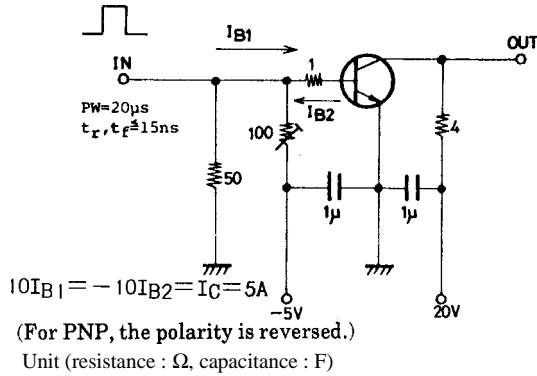 IB1
IN
OUT
1
PW=20μs
tr,tf≦15ns
IB2
100
4
50
1μ
1μ
10IB1=−10IB2=IC=5A
−5V
20V
(For PNP, the polarity is reversed.)
Unit (resistance : Ω, capacitance : F)